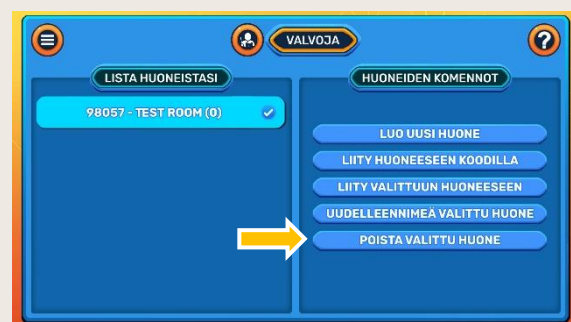 VALVOJA
?
LISTA HUONEISTASI
98057 - TEST ROOM (0)
HUONEIDEN KOMENNOT
LUO UUSI HUONE
LIITY HUONEESEEN KOODILLA
LIITY VALITTUUN HUONEESEEN
UUDELLEENNIMEÄ VALITTU HUONE
POISTA VALITTU HUONE